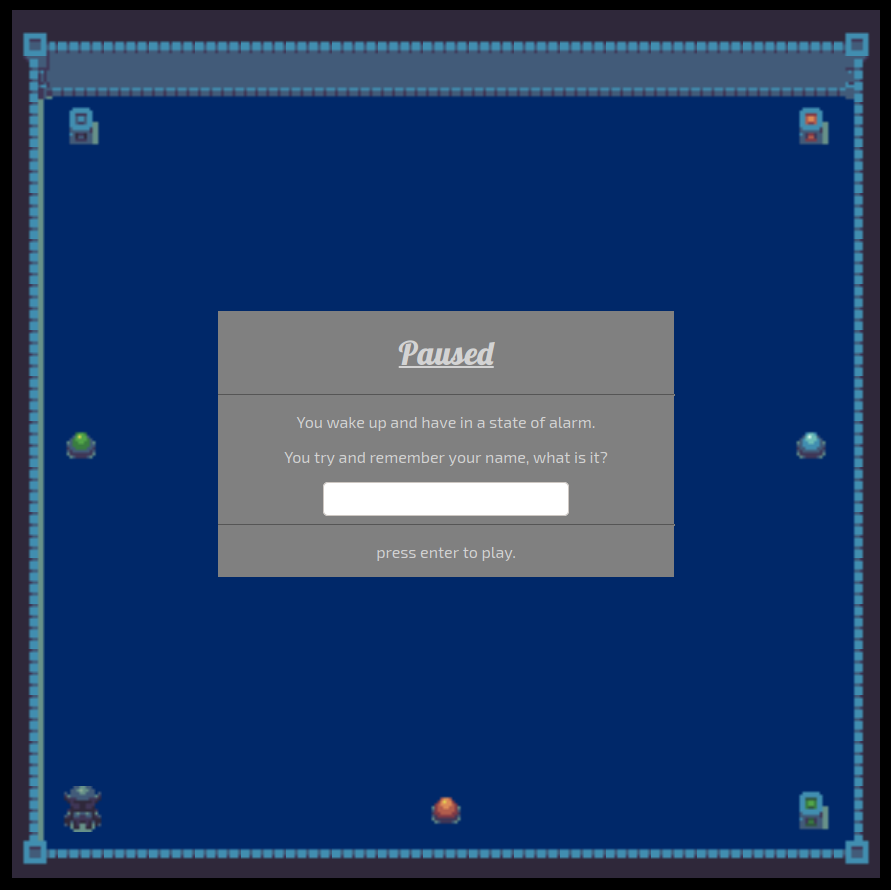 Paused
You wake up and have in a state of alarm.
You try and remember your name, what is it?
press enter to play.